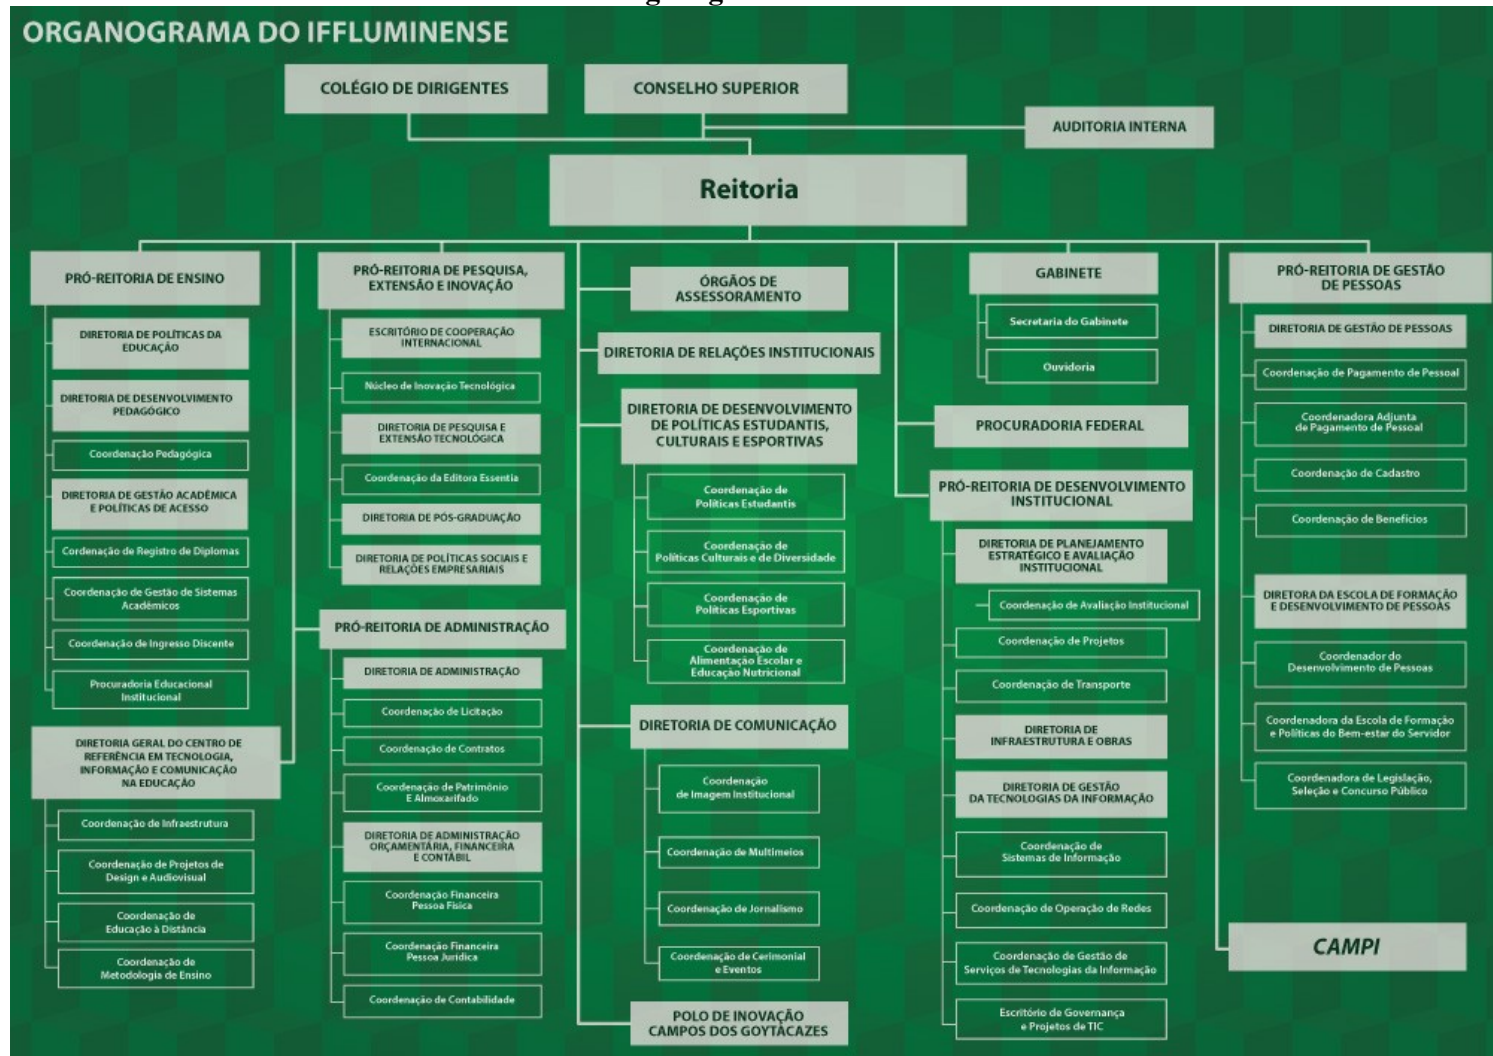 ORGANOGRAMA DO IFFLUMINENSE
COLÉGIO DE DIRIGENTES
CONSELHO SUPERIOR
AUDITORIA INTERNA
Reitoria
PRÓ-REITORIA DE ENSINO
DIRETORIA DE POLÍTICAS DA
EDUCAÇÃO
DIRETORIA DE DESENVOLVIMENTO
PEDAGÓGICO
Coordenação Pedagógica
DIRETORIA DE GESTÃO ACADÊMICA
E POLÍTICAS DE ACESSO
Cordenação de Registro de Diplomas
Coordenação de Gestão de Sistemas
Acadêmicos
Coordenação de Ingresso Discente
Procuradoria Educacional
Institucional
DIRETORIA GERAL DO CENTRO DE
REFERÊNCIA EM TECNOLOGIA,
INFORMAÇÃO E COMUNICAÇÃO
NA EDUCAÇÃO
Coordenação de Infraestrutura
Coordenação de Projetos de
Design e Audiovisual
Coordenação de
Educação à Distância
Coordenação de
Metodologia de Ensino
PRÓ-REITORIA DE PESQUISA,
EXTENSÃO E INOVAÇÃO
ESCRITÓRIO DE COOPERAÇÃO
INTERNACIONAL
Núcleo de Inovação Tecnológica
DIRETORIA DE PESQUISA E
EXTENSÃO TECNOLÓGICA
Coordenação da Editora Essentia
DIRETORIA DE PÓS-GRADUAÇÃO
DIRETORIA DE POLÍTICAS SOCIAIS E
RELAÇÕES EMPRESARIAIS
PRÓ-REITORIA DE ADMINISTRAÇÃO
DIRETORIA DE ADMINISTRAÇÃO
Coordenação de Licitação
Coordenação de Contratos
Coordenação de Patrimônio
E Almoxarifado
DIRETORIA DE ADMINISTRAÇÃO
ORÇAMENTÁRIA, FINANCEIRA
E CONTÁBIL
Coordenação Financeira
Pessoa Física
Coordenação Financeira
Pessoa Jurídica
Coordenação de Contabilidade
ÓRGÃOS DE
ASSESSORAMENTO
DIRETORIA DE RELAÇÕES INSTITUCIONAIS
DIRETORIA DE DESENVOLVIMENTO
DE POLÍTICAS ESTUDANTIS,
CULTURAIS E ESPORTIVAS
Coordenação de
Políticas Estudantis
Coordenação de
Políticas Culturais e de Diversidade
Coordenação de
Políticas Esportivas
Coordenação de
Alimentação Escolar e
Educação Nutricional
DIRETORIA DE COMUNICAÇÃO
Coordenação
de Imagem Institucional
Coordenação de Multimeios
Coordenação de Jornalismo
Coordenação de Cerimonial
e Eventos
POLO DE INOVAÇÃO
CAMPOS DOS GOYTACAZES
GABINETE
Secretaria do Gabinete
Ouvidoria
PROCURADORIA FEDERAL
PRÓ-REITORIA DE DESENVOLVIMENTO
INSTITUCIONAL
DIRETORIA DE PLANEJAMENTO
ESTRATÉGICO E AVALIAÇÃO
INSTITUCIONAL
Coordenação de Avaliação Institucional
Coordenação de Projetos
Coordenação de Transporte
DIRETORIA DE
INFRAESTRUTURA E OBRAS
DIRETORIA DE GESTÃO
DA TECNOLOGIAS DA INFORMAÇÃO
Coordenação de
Sistemas de Informação
Coordenação de Operação de Redes
Coordenação de Gestão de
Serviços de Tecnologias da Informação
Escritório de Governança
e Projetos de TIC
PRÓ-REITORIA DE GESTÃO
DE PESSOAS
DIRETORIA DE GESTÃO DE PESSOAS
Coordenação de Pagamento de Pessoal
Coordenadora Adjunta
de Pagamento de Pessoal
Coordenação de Cadastro
Coordenação de Benefícios
DIRETORA DA ESCOLA DE FORMAÇÃO
E DESENVOLVIMENTO DE PESSOAS
Coordenador do
Desenvolvimento de Pessoas
Coordenadora da Escola de Formação
e Políticas do Bem-estar do Servidor
Coordenadora de Legislação,
Seleção e Concurso Público
CAMPI